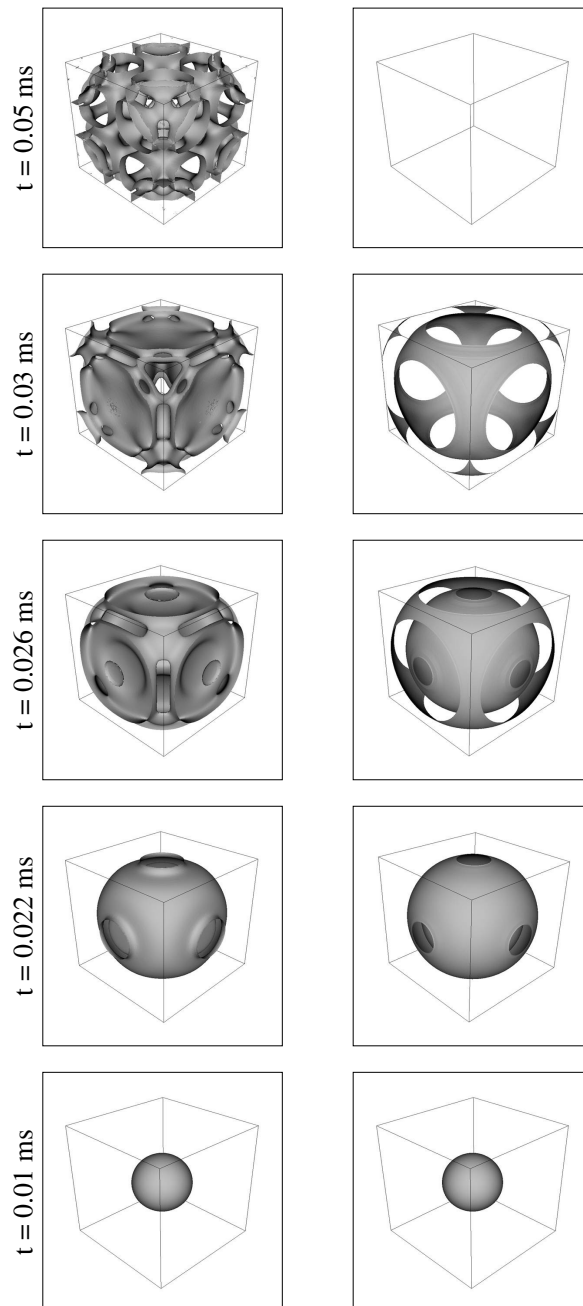 t = 0.05 ms
t = 0.03 ms
t = 0.026 ms
t = 0.022 ms
t = 0.01 ms